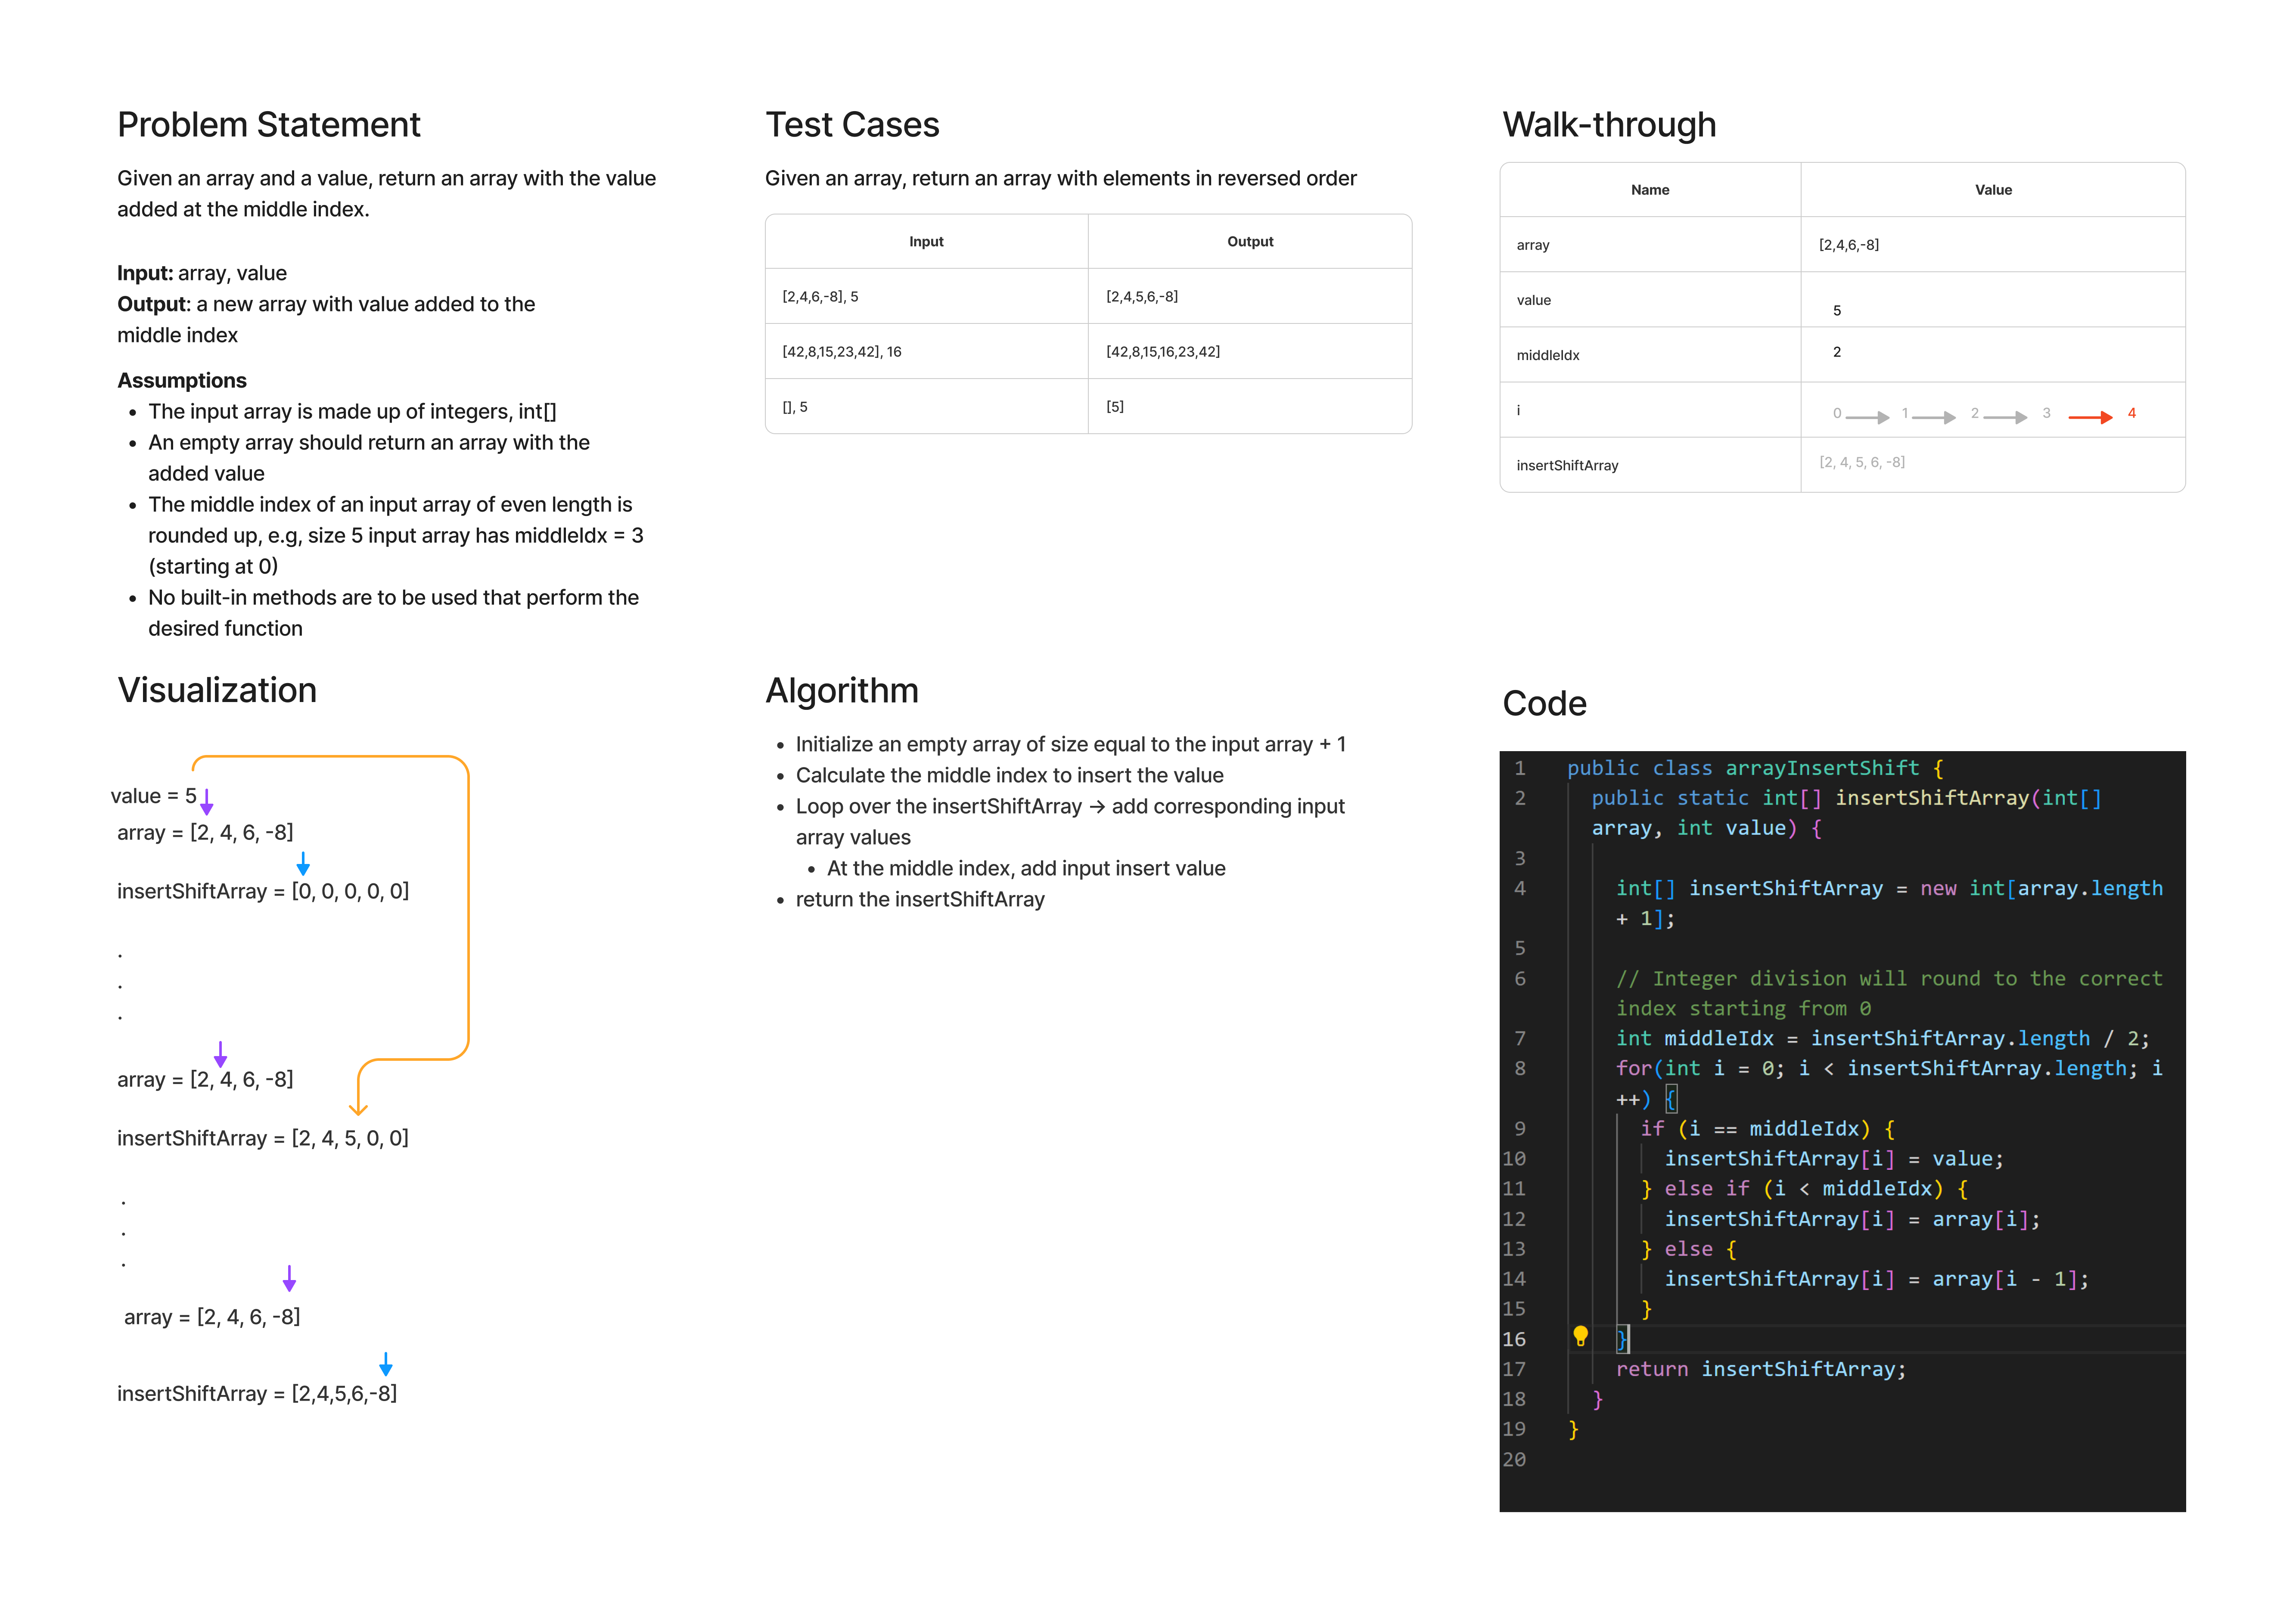 Problem Statement
Given an array and a value, return an array with the value
added at the middle index.
Input: array, value
Output: a new array with value added to the
middle index
Assumptions
• The input array is made up of integers, int[]
• An empty array should return an array with the
added value
• The middle index of an input array of even length is
rounded up, e.g, size 5 input array has middleIdx = 3
(starting at 0)
• No built-in methods are to be used that perform the
desired function
Test Cases
Given an array, return an array with elements in reversed order
Input Output
[2,4,6,-8], 5 [2,4,5,6,-8]
[42,8,15,23,42], 16 [42,8,15,16,23,42]
[], 5 [5]
Walk-through
Name Value
array [2,4,6,-8]
value 5
middleIdx 2
i 0 1 2 3 4
insertShiftArray [2, 4, 5, 6, -8]
Visualization
value = 5
array = [2, 4, 6, -8]
insertShiftArray = [0, 0, 0, 0, 0]
.
.
.
array = [2, 4, 6, -8]
insertShiftArray = [2, 4, 5, 0, 0]
.
.
.
array = [2, 4, 6, -8]
insertShiftArray = [2,4,5,6,-8]
Algorithm
• Initialize an empty array of size equal to the input array + 1
• Calculate the middle index to insert the value
• Loop over the insertShiftArray → add corresponding input
array values
• At the middle index, add input insert value
• return the insertShiftArray
Code
1 public class arrayInsertShift {
2 public static int[] insertShiftArray(int[]
array, int value) {
3
4 int[] insertShiftArray = new int[array.length
+ 1];
5
6 // Integer division will round to the correct
index starting from 0
7 int middleIdx = insertShiftArray.length / 2;
8 for(int i = 0; i < insertShiftArray.length; i
++) {
9 if (i == middleIdx) {
10 insertShiftArray[i] = value;
11 } else if (i < middleIdx) {
12 insertShiftArray[i] = array[i];
13 } else {
14 insertShiftArray[i] = array[i - 1];
15 }
16 }
17 return insertShiftArray;
18 }
19 }
20